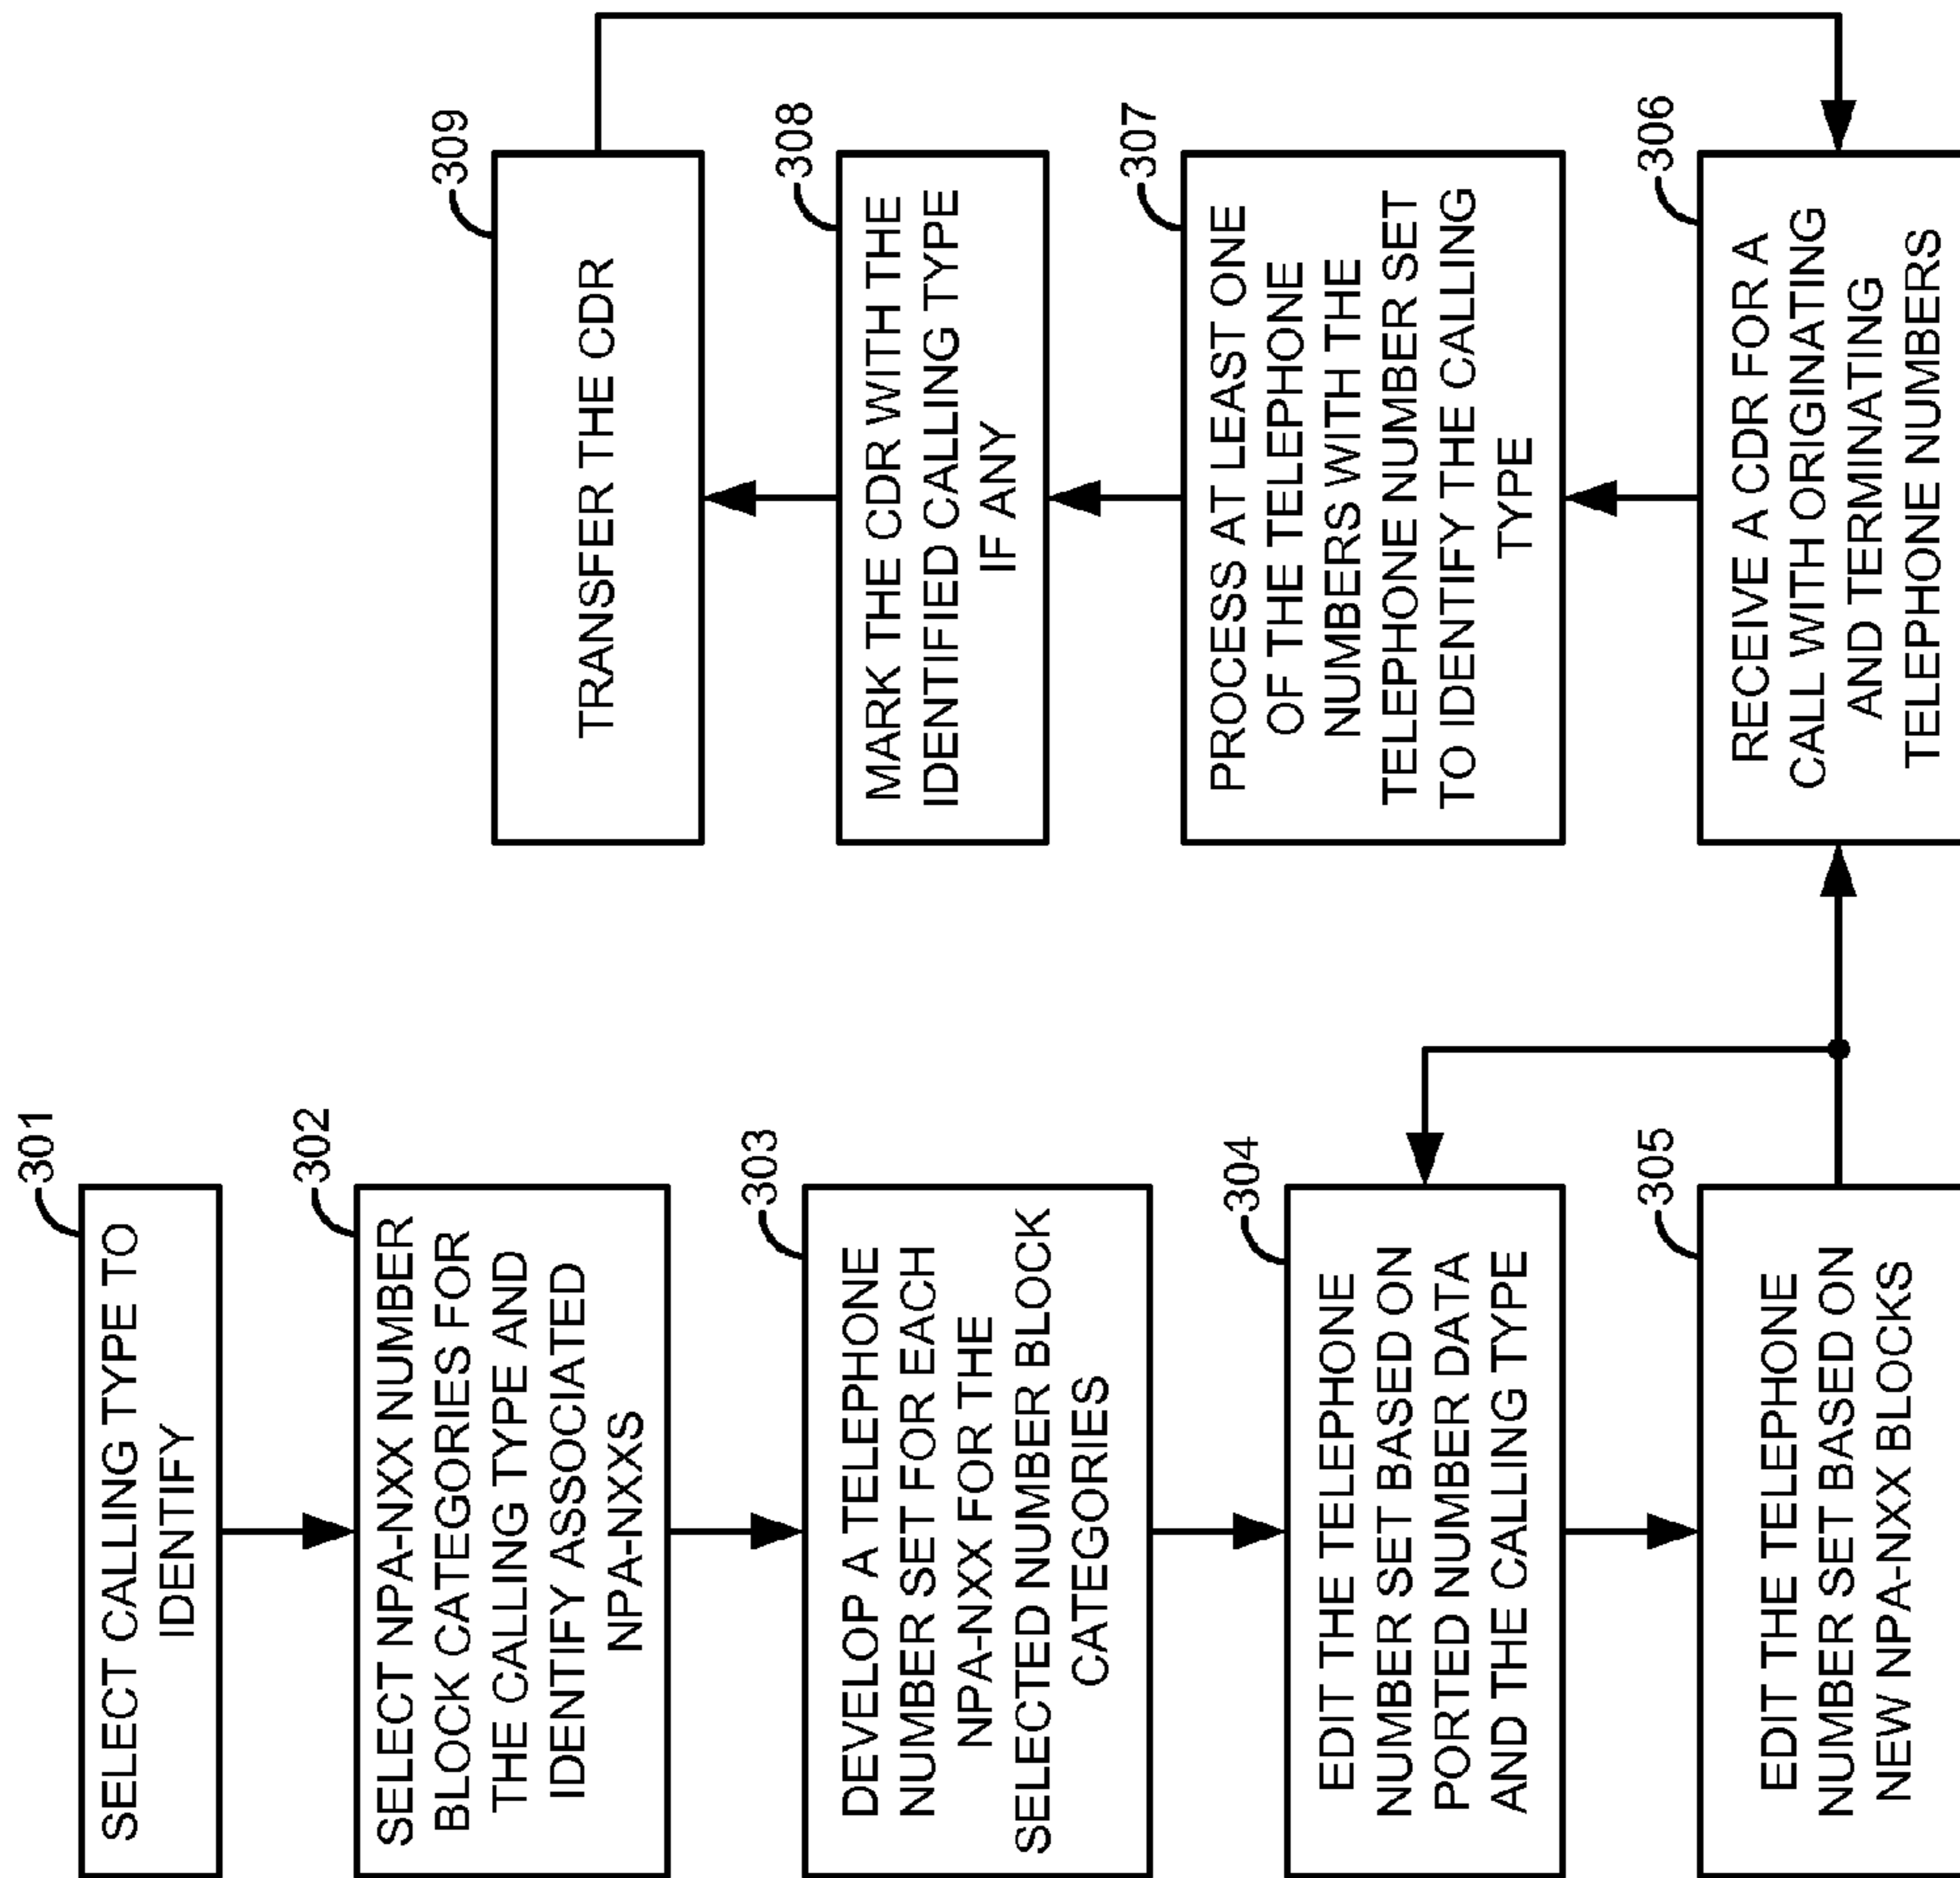 301
SELECT CALLING TYPE TO
IDENTIFY
302
SELECT NPA-NXX NUMBER
BLOCK CATEGORIES FOR
THE CALLING TYPE AND
IDENTIFY ASSOCIATED
NPA-NXXS
303
DEVELOP A TELEPHONE
NUMBER SET FOR EACH
NPA-NXX FOR THE
SELECTED NUMBER BLOCK
CATEGORIES
304
EDIT THE TELEPHONE
NUMBER SET BASED ON
PORTED NUMBER DATA
AND THE CALLING TYPE
305
EDIT THE TELEPHONE
NUMBER SET BASED ON
NEW NPA-NXX BLOCKS
306
RECEIVE A CDR FOR A
CALL WITH ORIGINATING
AND TERMINATING
TELEPHONE NUMBERS
307
PROCESS AT LEAST ONE
OF THE TELEPHONE
NUMBERS WITH THE
TELEPHONE NUMBER SET
TO IDENTIFY THE CALLING
TYPE
308
MARK THE CDR WITH THE
IDENTIFIED CALLING TYPE
IF ANY
309
TRANSFER THE CDR